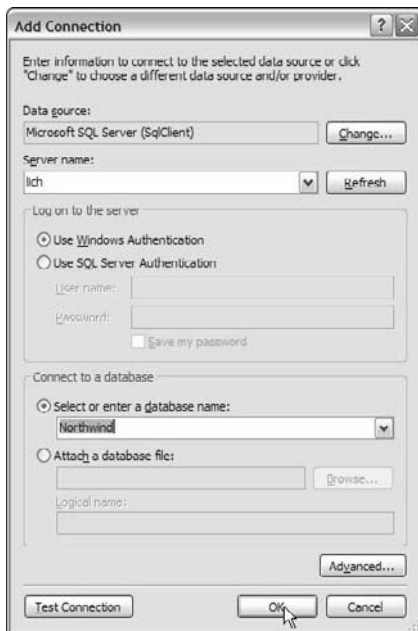 Add Connection
Enter information to connect to the selected data source or click
"Change" to choose a different data source and/or provider.
Data source:
Microsoft SQL Server (SqlClient)
Change...
Server name:
lich
Refresh
Log on to the server
Use Windows Authentication
Use SQL Server Authentication
User name:
Password:
Save my password
Connect to a database
Select or enter a database name:
Northwind
Attach a database file:
Browse...
Logical name:
Advanced...
Test Connection
OK
Cancel